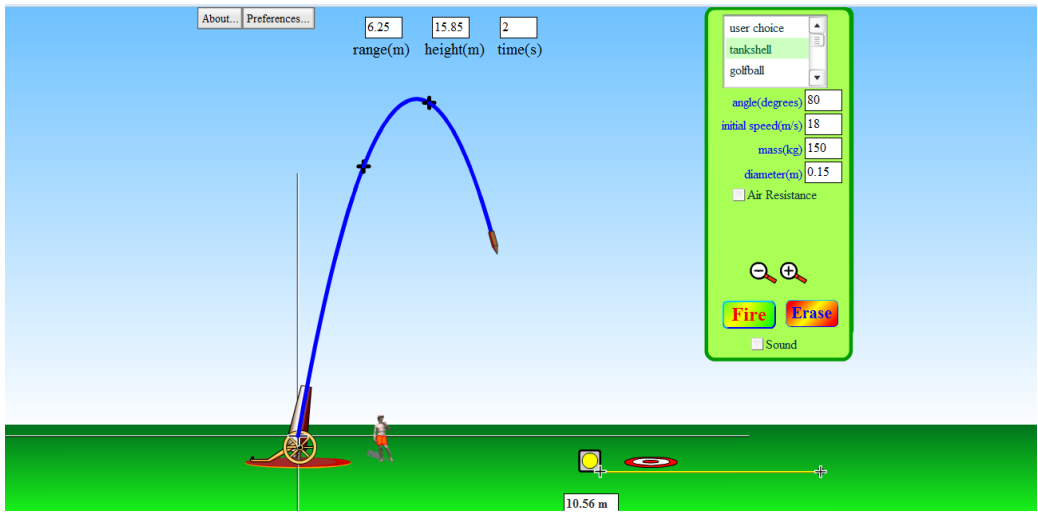 About... Preferences...
6.25 15.85 2
range(m) height(m) time(s)
user choice
tankshell
golfball
angle(degrees) 80
initial speed(m/s) 18
mass(kg) 150
diameter(m) 0.15
Air Resistance
Fire Erase
Sound
10.56 m